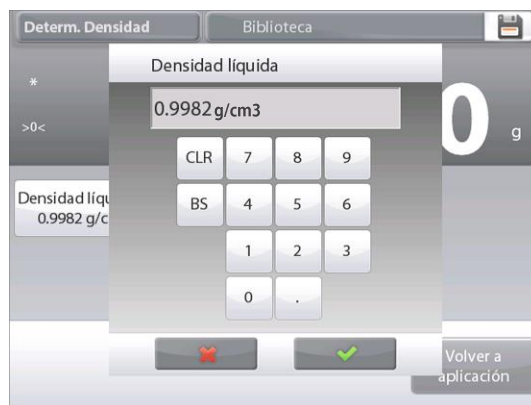 Determ. Densidad
Biblioteca
Densidad líquida
*
>0<
0.9982 g/cm3
0
g
CLR 7 8 9
BS 4 5 6
1 2 3
0 .
Densidad líqu
0.9982 g/c
Volver a
aplicación